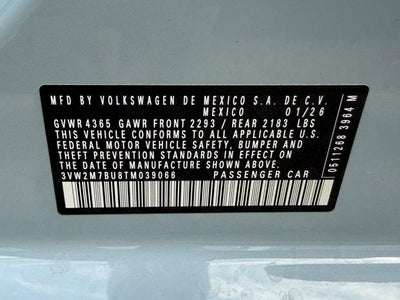 MFD BY VOLKSWAGEN DE MEXICO S.A. DE C.V.
MEXICO 01/26
GVWR 4365 GAWR FRONT 2293 / REAR 2183 LBS
THIS VEHICLE CONFORMS TO ALL APPLICABLE U.S.
FEDERAL MOTOR VEHICLE SAFETY, BUMPER AND
THEFT PREVENTION STANDARDS IN EFFECT ON
THE DATE OF MANUFACTURE SHOWN ABOVE.
3VW2M7BU8TM039066 PASSENGER CAR
0511268 3964 M